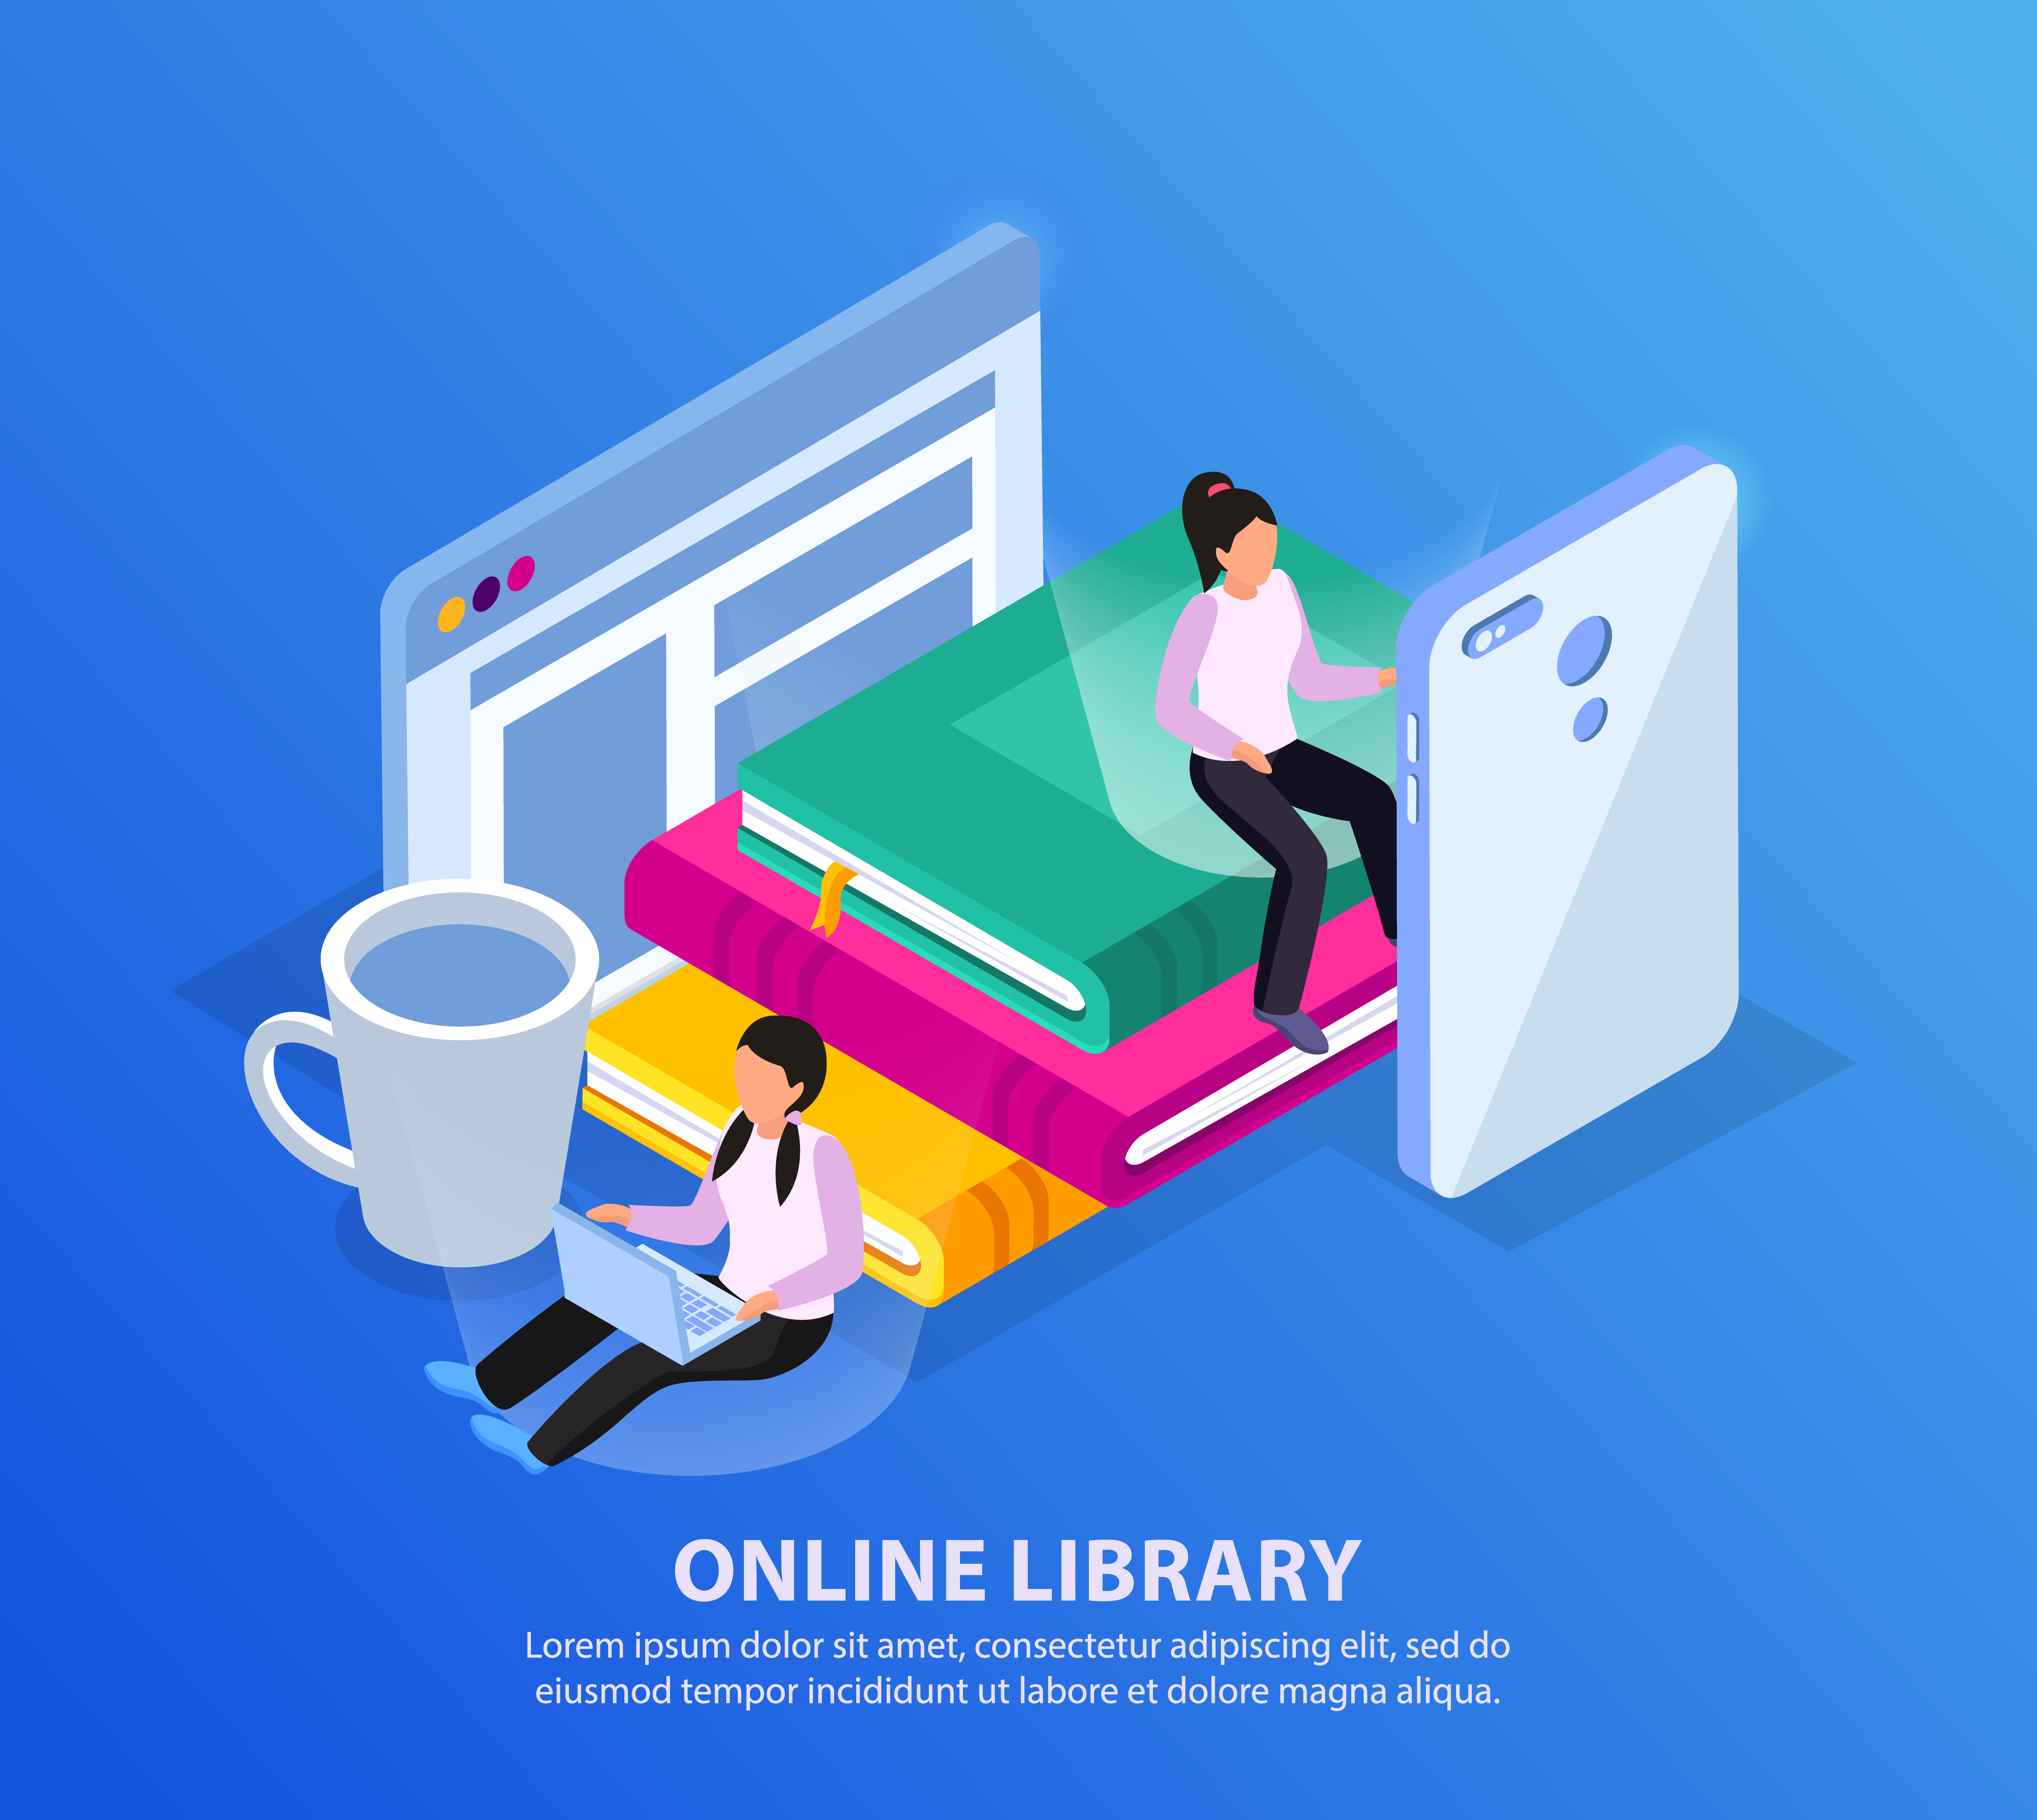 ONLINE LIBRARY
Lorem ipsum dolor sit amet, consectetur adipiscing elit, sed do
eiusmod tempor incididunt ut labore et dolore magna aliqua.